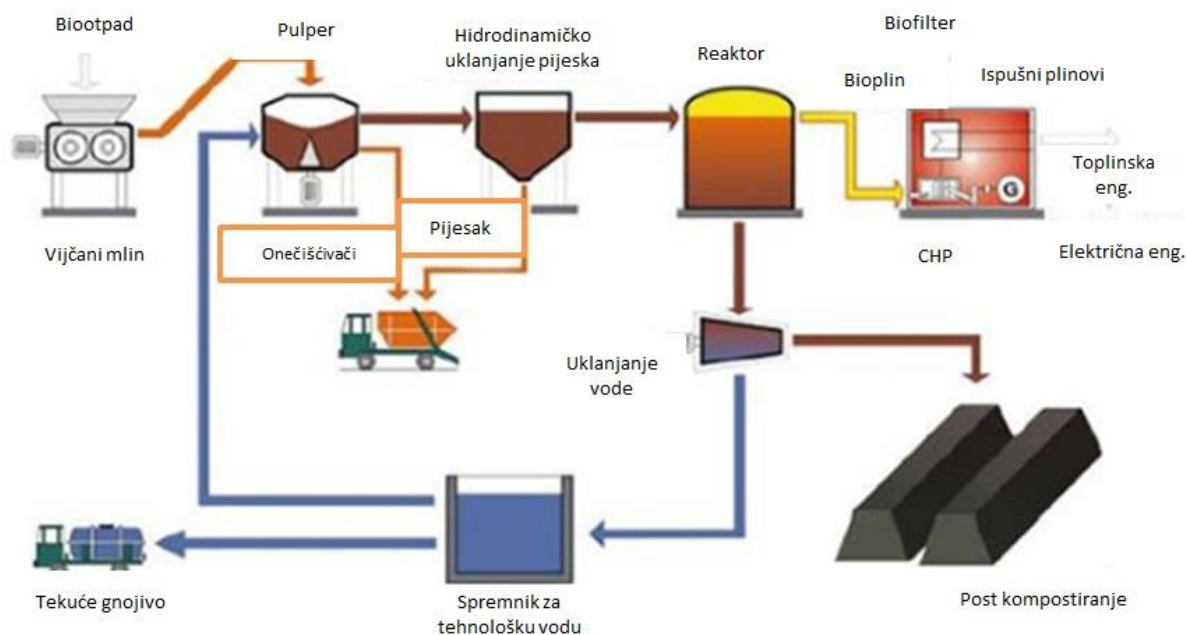 Biootpad
Pulper
Hidrodinamičko
uklanjanje pijeska
Reaktor
Biofilter
Bioplin
Ispušni plinovi
G
Toplinska
eng.
Vijčani mlin
Onečišćivači
Pijesak
CHP
Električna eng.
Uklanjanje
vode
Tekuće gnojivo
Spremnik za
tehnološku vodu
Post kompostiranje